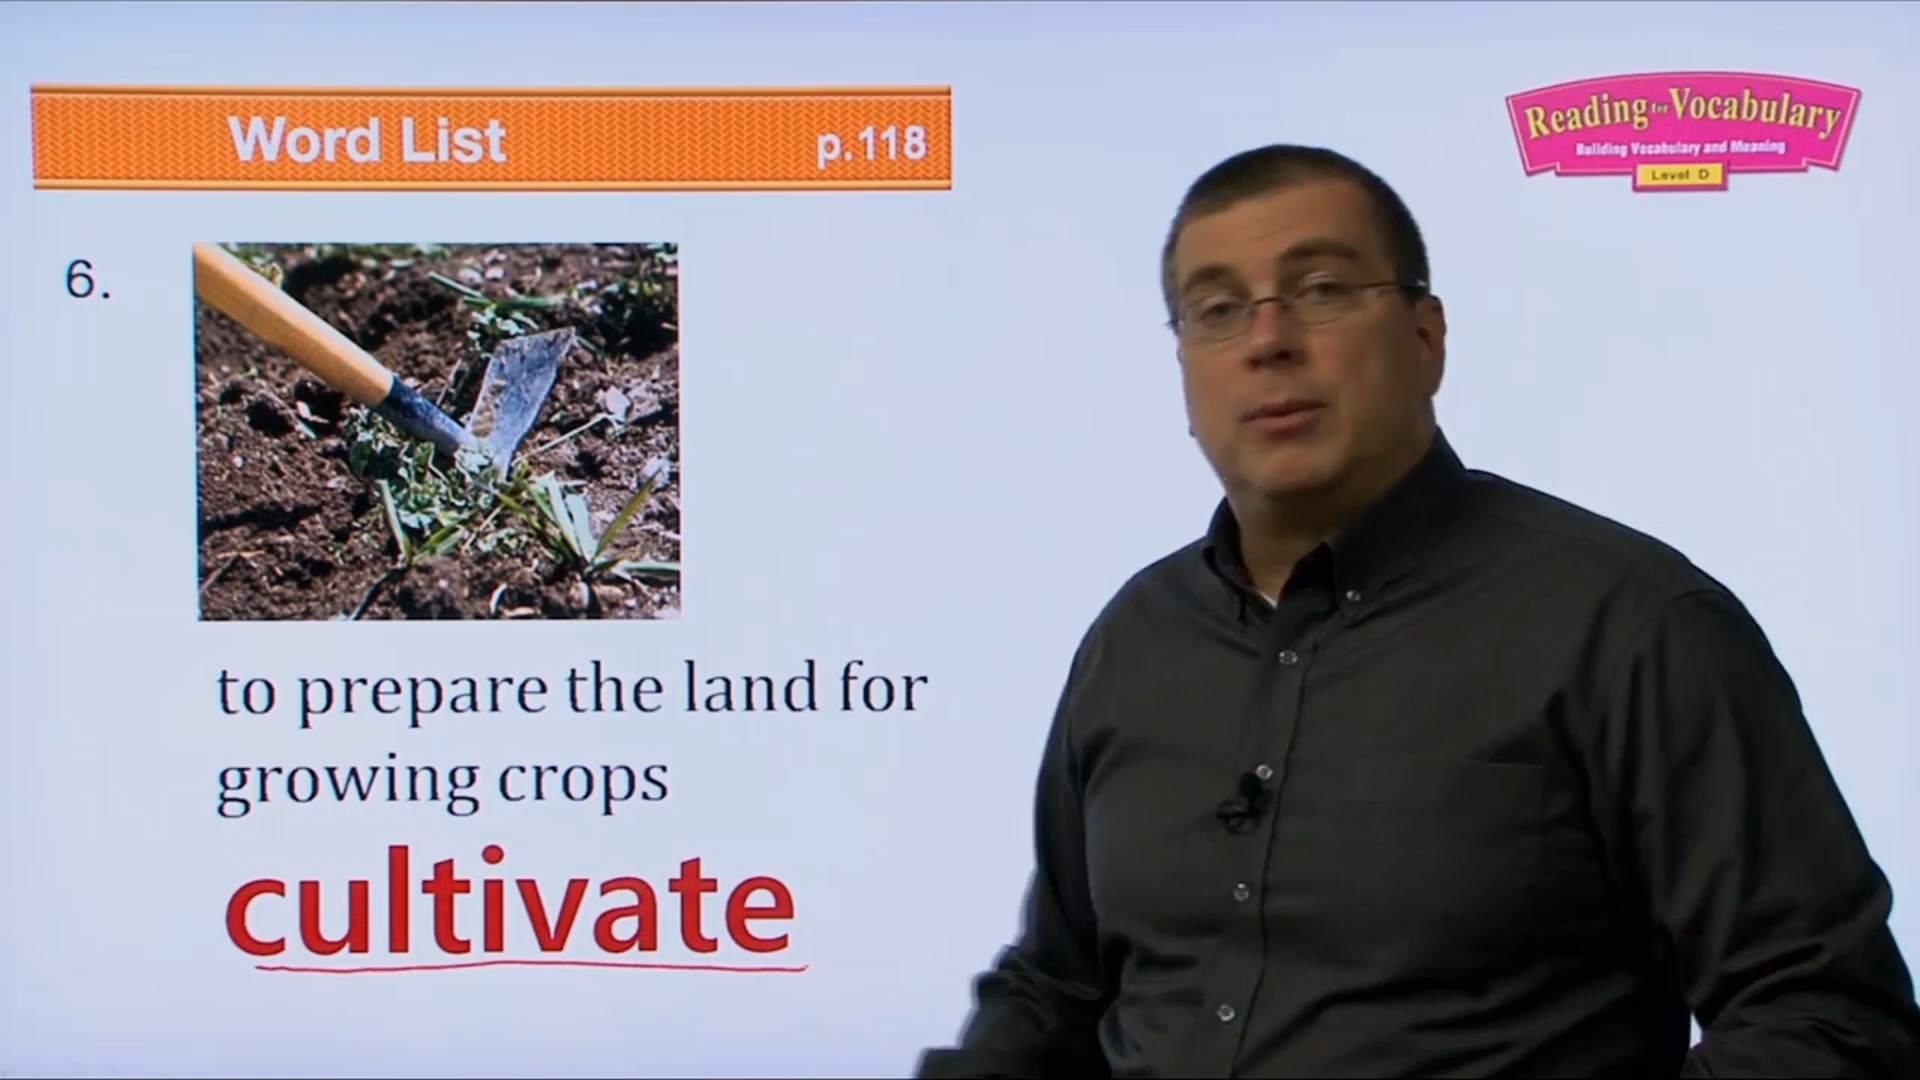 Word List
p.118
Reading for Vocabulary
Building Vocabulary and Meaning
Level D
6.
to prepare the land for
growing crops
cultivate